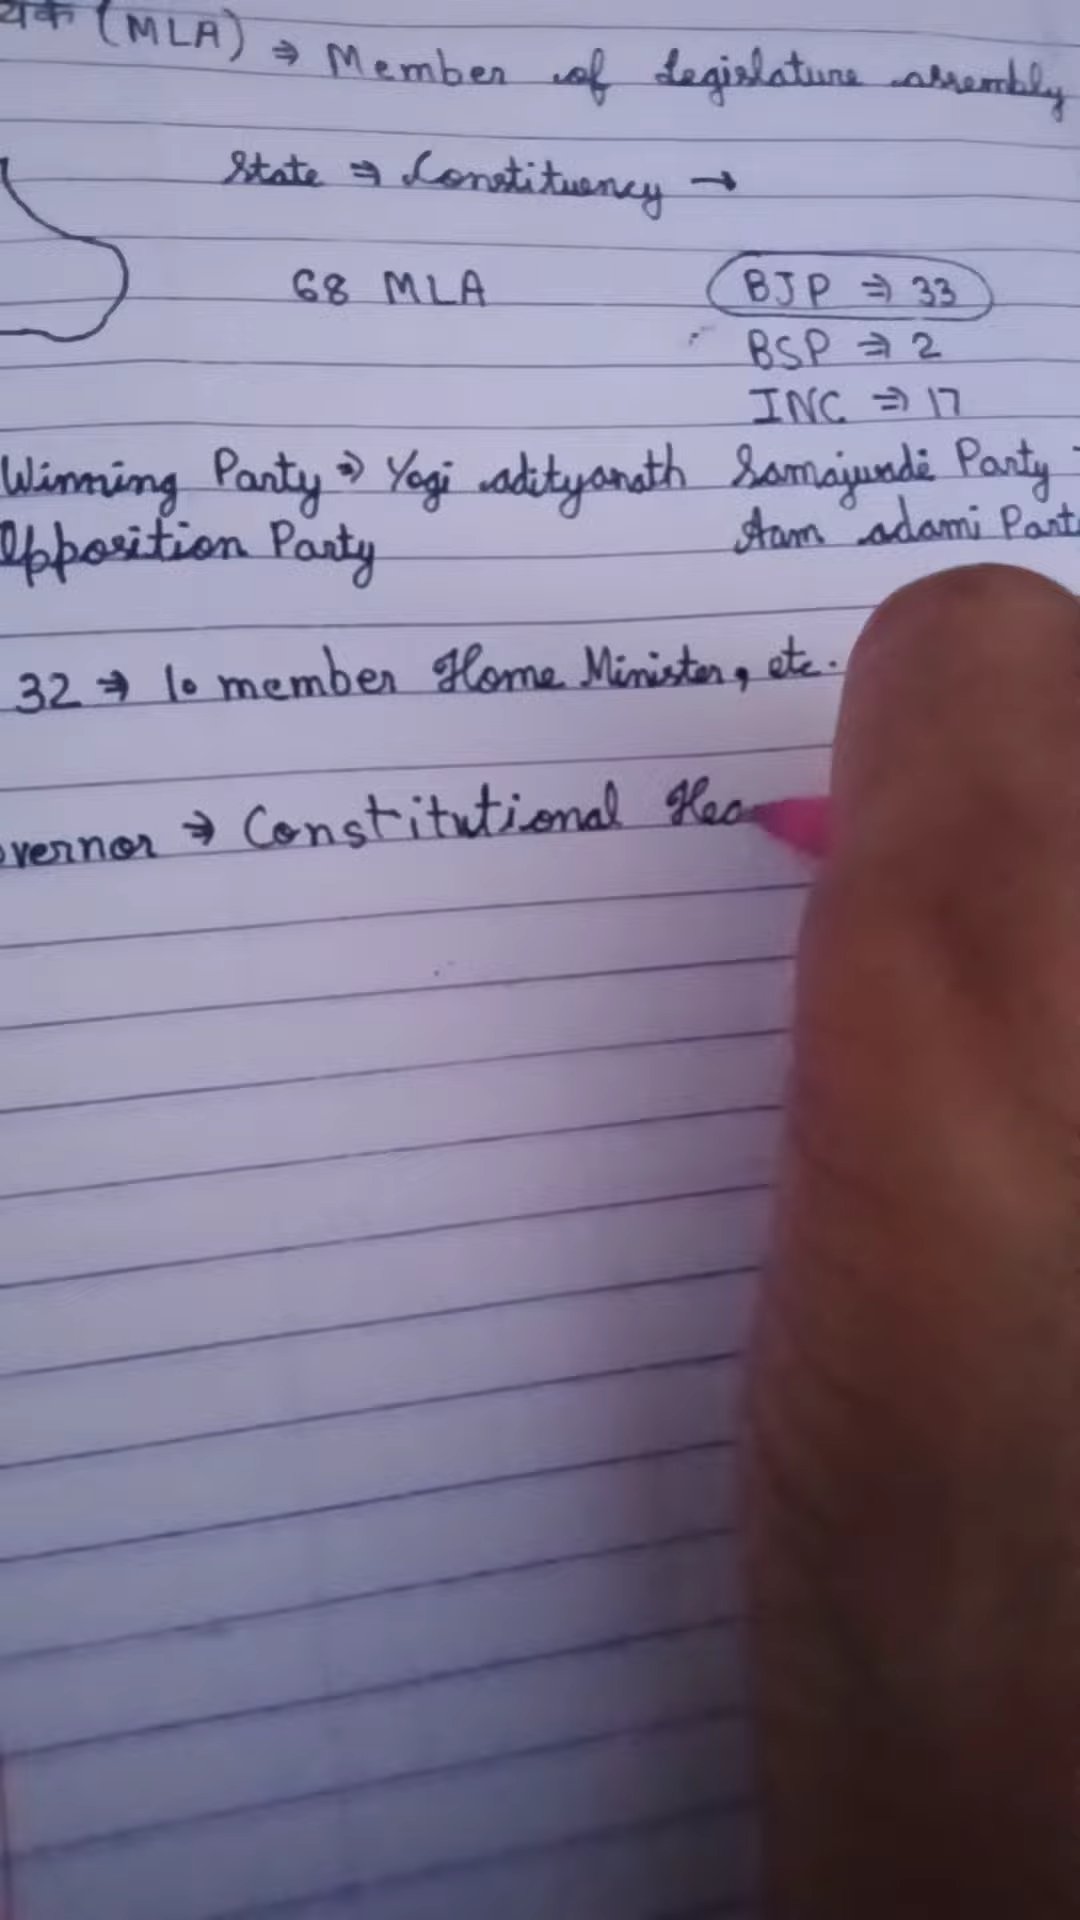 यक (MLA) ⇒ Member of Legislature assembly
State ⇒ Constituency →
68 MLA
BJP ⇒ 33
BSP ⇒ 2
INC ⇒ 17
Winning Party ⇒ Yogi adityanath
Samajwadi Party
Opposition Party
Aam adami Part
32 ⇒ 10 member Home Minister, etc.
vernor ⇒ Constitutional Hea